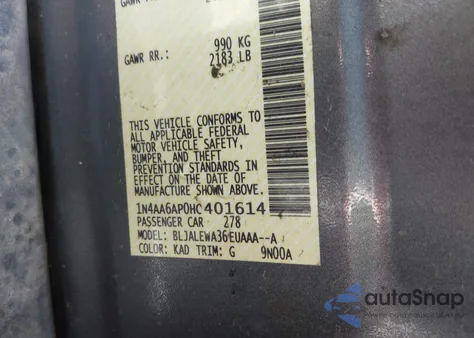 990 KG
GAWR RR.: 2183 LB
THIS VEHICLE CONFORMS TO
ALL APPLICABLE FEDERAL
MOTOR VEHICLE SAFETY,
BUMPER, AND THEFT
PREVENTION STANDARDS IN
EFFECT ON THE DATE OF
MANUFACTURE SHOWN ABOVE.
1N4AA6AP0HC401614
PASSENGER CAR 278
MODEL: BLJALEWA36EUAAA--A
COLOR: KAD TRIM: G 9N00A
autaSnap